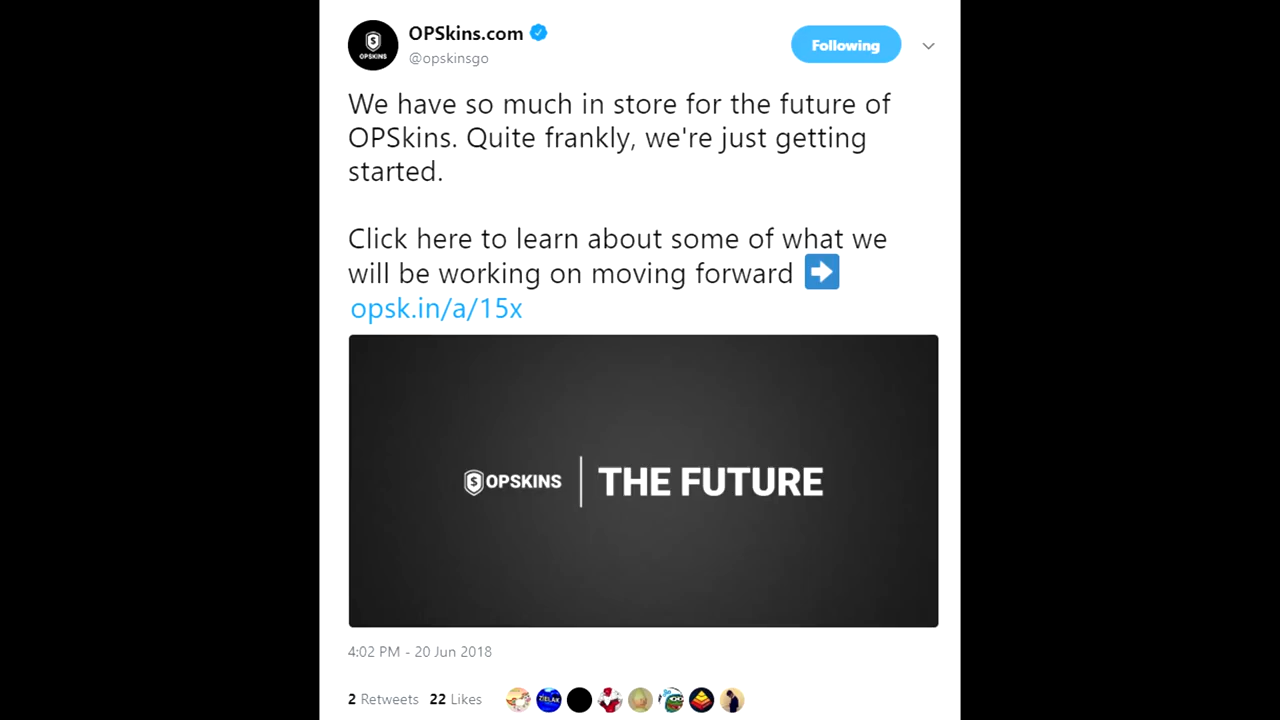 OPSkins.com
@opskinsgo
Following
OPSKINS
We have so much in store for the future of
OPSkins. Quite frankly, we're just getting
started.
Click here to learn about some of what we
will be working on moving forward ➡
opsk.in/a/15x
OPSKINS | THE FUTURE
4:02 PM - 20 Jun 2018
2 Retweets 22 Likes
ZIELAK